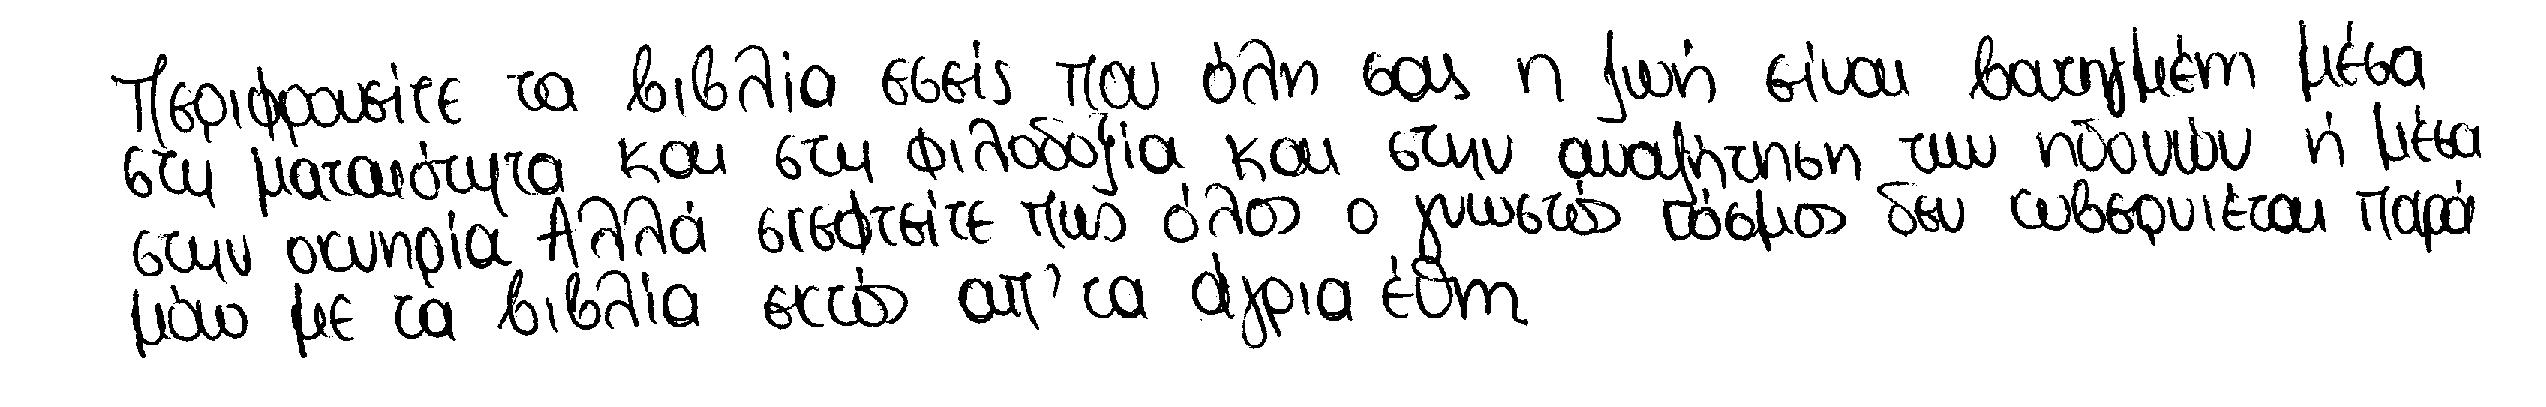 Περιφρονείτε τα βιβλία εσείς που όλη σας η ζωή είναι βουτηγμένη μέσα
στη ματαιότητα και στη φιλοδοξία και στην αναζήτηση των ηδονών ή μέσα
στην οκνηρία Αλλά σκεφτείτε πως όλος ο γνωστός κόσμος δεν κυβερνιέται παρά
μόνο με τα βιβλία εκτός απ' τα άγρια έθνη